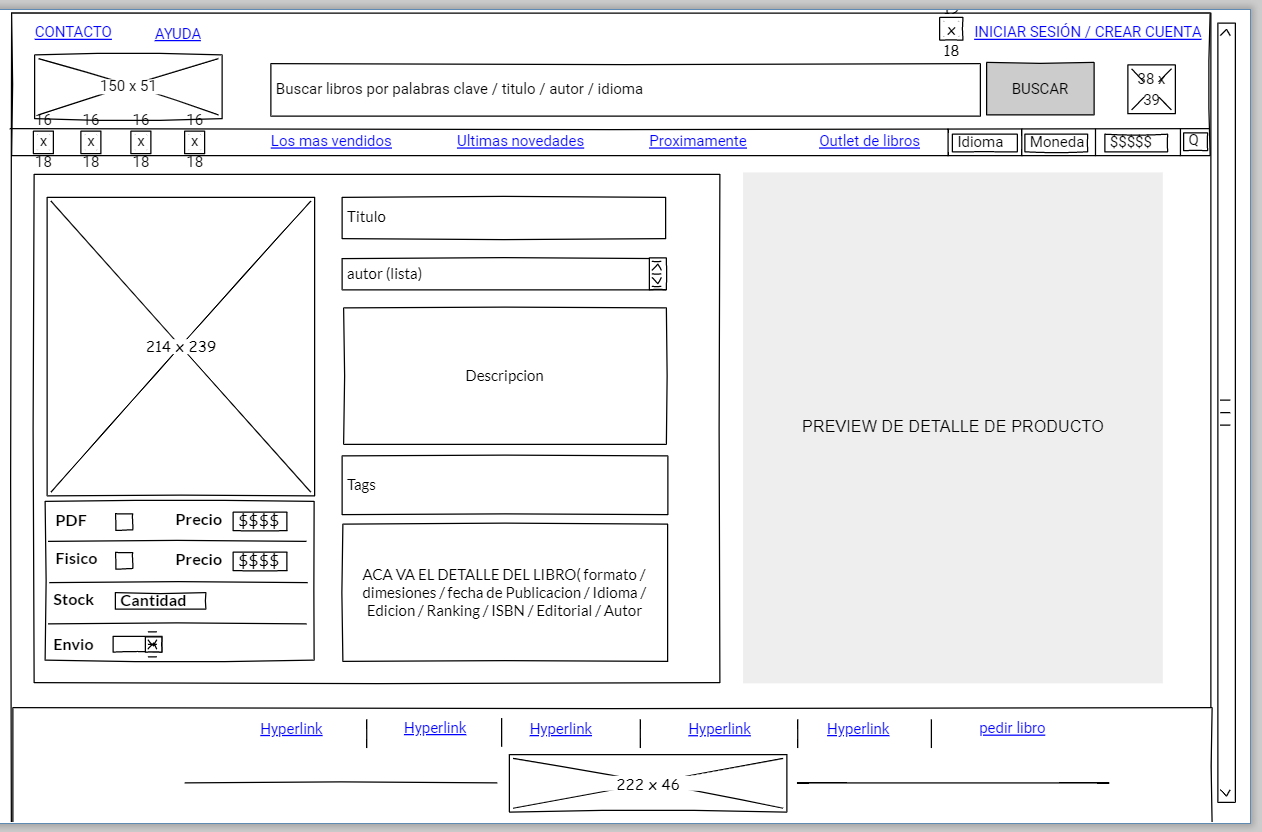 CONTACTO
AYUDA
x
18
INICIAR SESIÓN / CREAR CUENTA
150 x 51
Buscar libros por palabras clave / titulo / autor / idioma
BUSCAR
38 x
39
16
x
18
16
x
18
16
x
18
16
x
18
Los mas vendidos
Ultimas novedades
Proximamente
Outlet de libros
Idioma
Moneda
$$$$$
Q
214 x 239
Titulo
autor (lista)
Descripcion
Tags
ACA VA EL DETALLE DEL LIBRO( formato /
dimesiones / fecha de Publicacion / Idioma /
Edicion / Ranking / ISBN / Editorial / Autor
PDF
Precio
$$$$
Fisico
Precio
$$$$
Stock
Cantidad
Envio
PREVIEW DE DETALLE DE PRODUCTO
Hyperlink
Hyperlink
Hyperlink
Hyperlink
Hyperlink
pedir libro
222 x 46